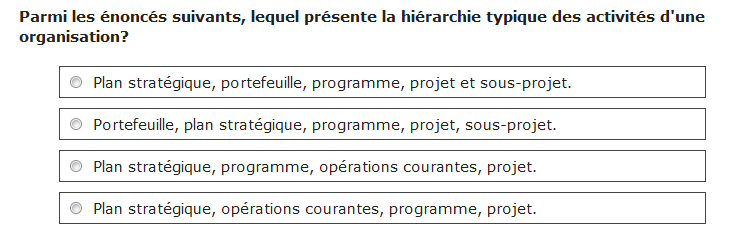 Parmi les énoncés suivants, lequel présente la hiérarchie typique des activités d'une
organisation?
Plan stratégique, portefeuille, programme, projet et sous-projet.
Portefeuille, plan stratégique, programme, projet, sous-projet.
Plan stratégique, programme, opérations courantes, projet.
Plan stratégique, opérations courantes, programme, projet.